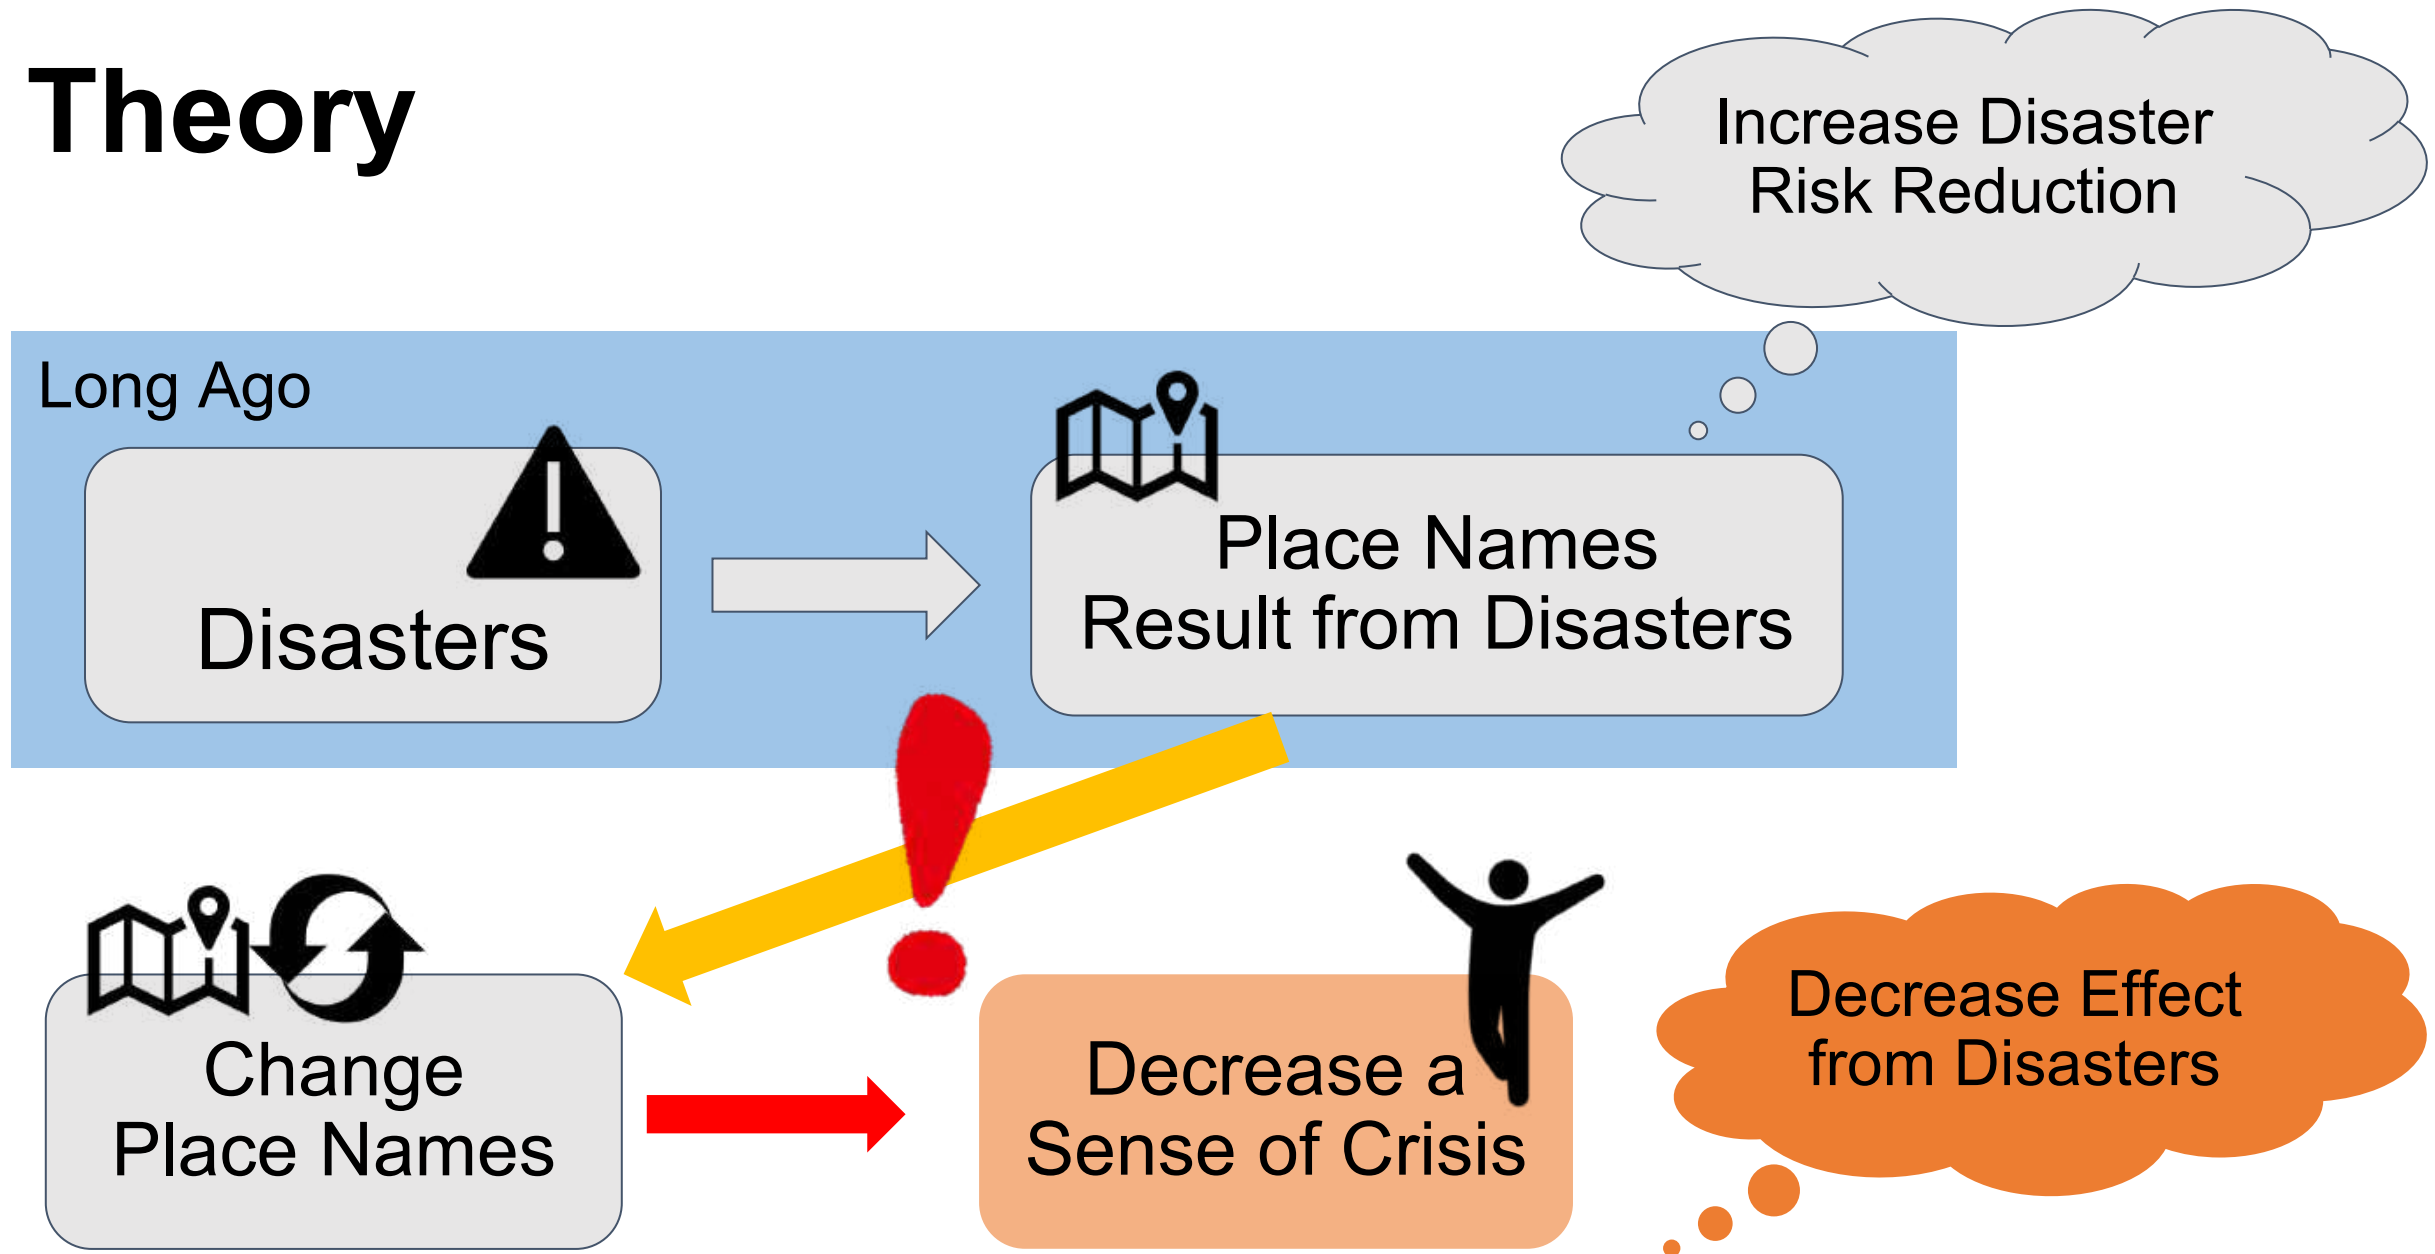 Theory
Increase Disaster
Risk Reduction
Long Ago
Disasters
Place Names
Result from Disasters
Change
Place Names
Decrease a
Sense of Crisis
Decrease Effect
from Disasters